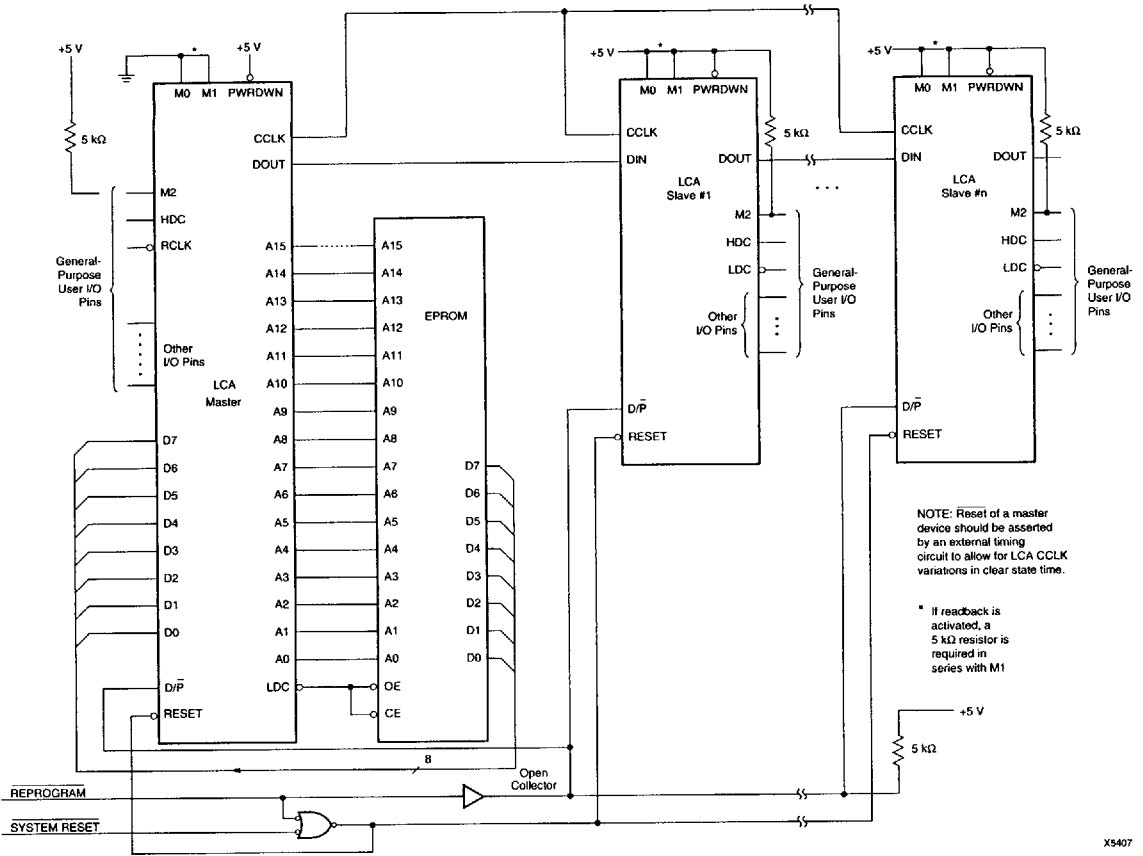 +5 V
*
+5 V
M0 M1 PWRDWN
5 kΩ
CCLK
DOUT
M2
HDC
RCLK
General-
Purpose
User I/O
Pins
Other
I/O Pins
LCA
Master
A15
A14
A13
A12
A11
A10
A9
A8
A7
A6
A5
A4
A3
A2
A1
A0
LDC
D7
D6
D5
D4
D3
D2
D1
D0
D/P̅
RESET
EPROM
A15
A14
A13
A12
A11
A10
A9
A8
A7
A6
A5
A4
A3
A2
A1
A0
OE
CE
D7
D6
D5
D4
D3
D2
D1
D0
8
+5 V
*
M0 M1 PWRDWN
5 kΩ
CCLK
DIN
DOUT
LCA
Slave #1
M2
HDC
LDC
Other
I/O Pins
General-
Purpose
User I/O
Pins
D/P̅
RESET
+5 V
*
M0 M1 PWRDWN
5 kΩ
CCLK
DIN
DOUT
LCA
Slave #n
M2
HDC
LDC
Other
I/O Pins
General-
Purpose
User I/O
Pins
D/P̅
RESET
NOTE: Reset of a master
device should be asserted
by an external timing
circuit to allow for LCA CCLK
variations in clear state time.
* If readback is
activated, a
5 kΩ resistor is
required in
series with M1
+5 V
5 kΩ
Open
Collector
REPROGRAM
SYSTEM RESET
X5407